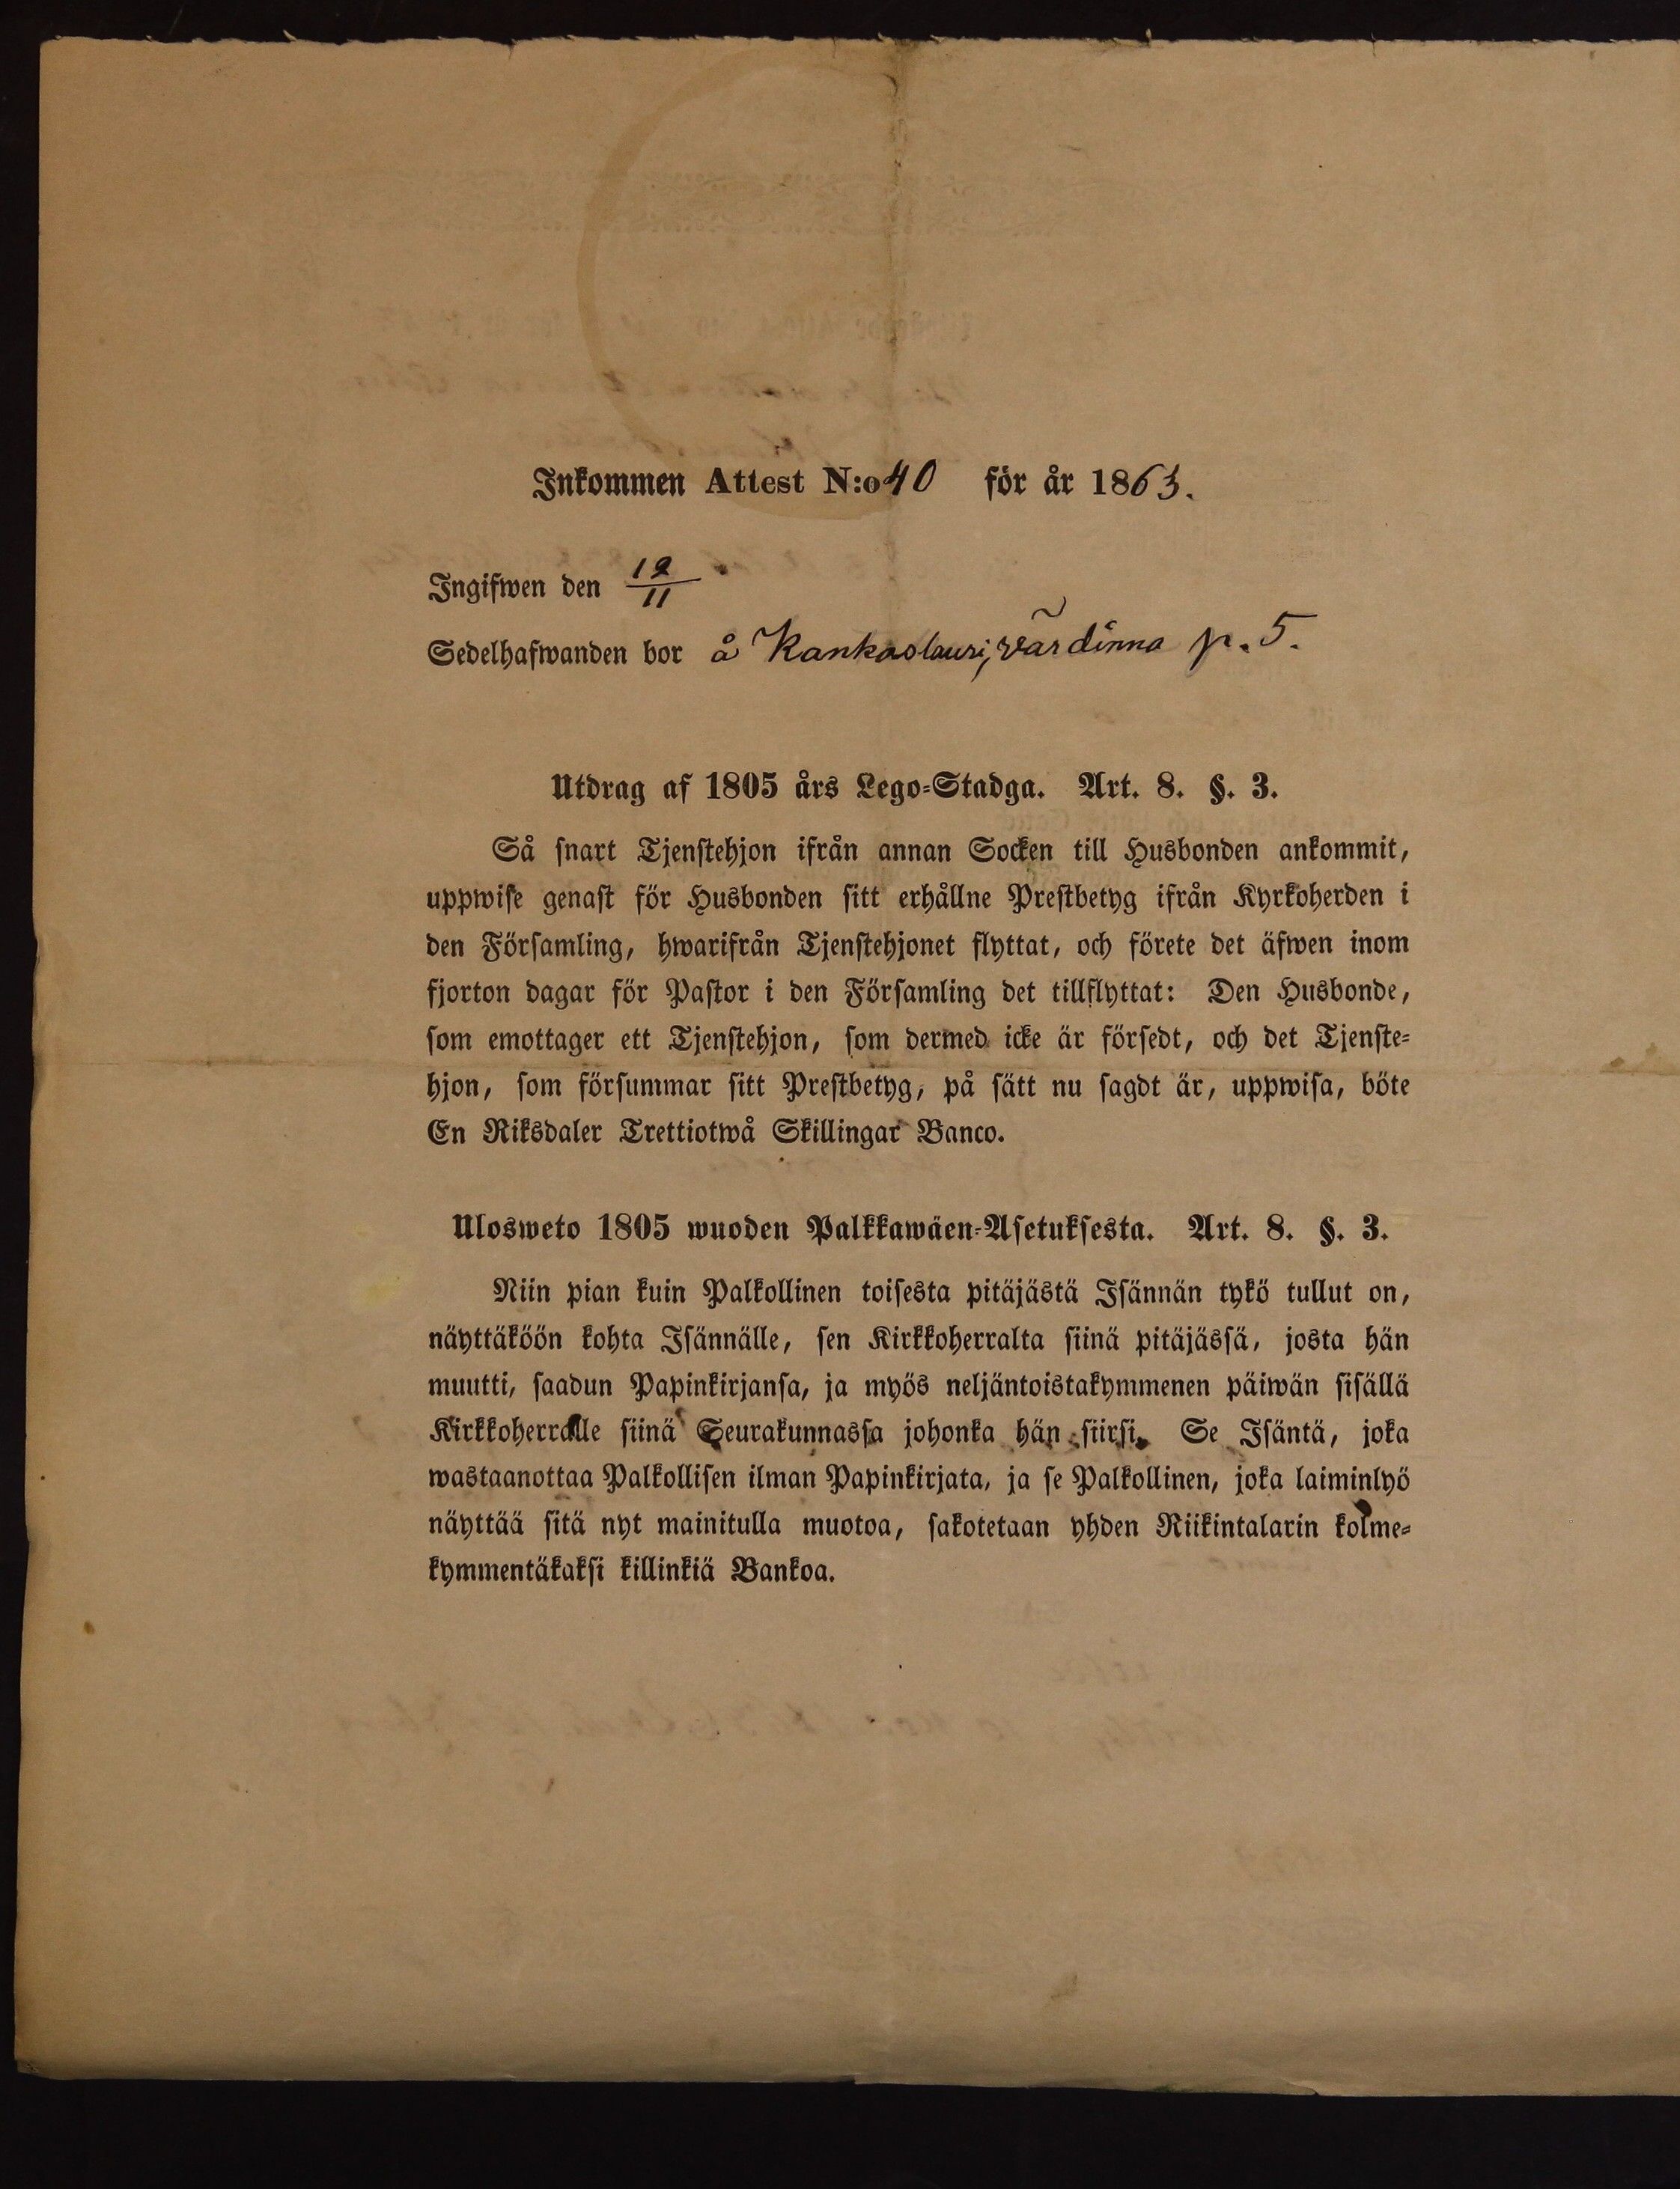 Inkommen Attest N:o 40 för år 1863.
Ingifwen den 12/11
Sedelhafwanden bor å Kankaslauri, värdinna p. 5.
Utdrag af 1805 års Lego-Stadga. Art. 8. §. 3.
Så snart Tjenstehjon ifrån annan Socken till Husbonden ankommit,
uppwise genast för Husbonden sitt erhållne Prestbetyg ifrån Kyrkoherden i
den Församling, hwarifrån Tjenstehjonet flyttat, och förete det äfwen inom
fjorton dagar för Pastor i den Församling det tillflyttat: Den Husbonde,
som emottager ett Tjenstehjon, som dermed icke är försedt, och det Tjenste-
hjon, som försummar sitt Prestbetyg, på sätt nu sagdt är, uppwisa, böte
En Riksdaler Trettiotwå Skillingar Banco.
Ulosweto 1805 wuoden Palkkawäen-Asetuksesta. Art. 8. §. 3.
Niin pian kuin Palkollinen toisesta pitäjästä Isännän tykö tullut on,
näyttäköön kohta Isännälle, sen Kirkkoherralta siinä pitäjässä, josta hän
muutti, saadun Papinkirjansa, ja myös neljäntoistakymmenen päiwän sisällä
Kirkkoherralle siinä Seurakunnassa johonka hän siirsi. Se Isäntä, joka
wastaanottaa Palkollisen ilman Papinkirjata, ja se Palkollinen, joka laiminlyö
näyttää sitä nyt mainitulla muotoa, sakotetaan yhden Riikintalarin kolme-
kymmentäkaksi killinkiä Bankoa.